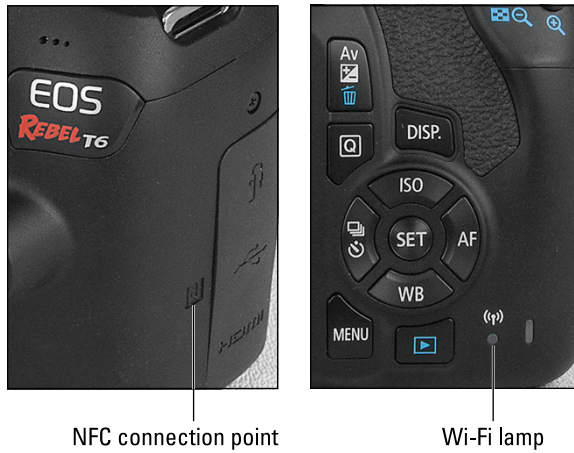 EOS
REBEL T6
HDMI
Av
Q
DISP.
ISO
SET
AF
WB
MENU
NFC connection point
Wi-Fi lamp